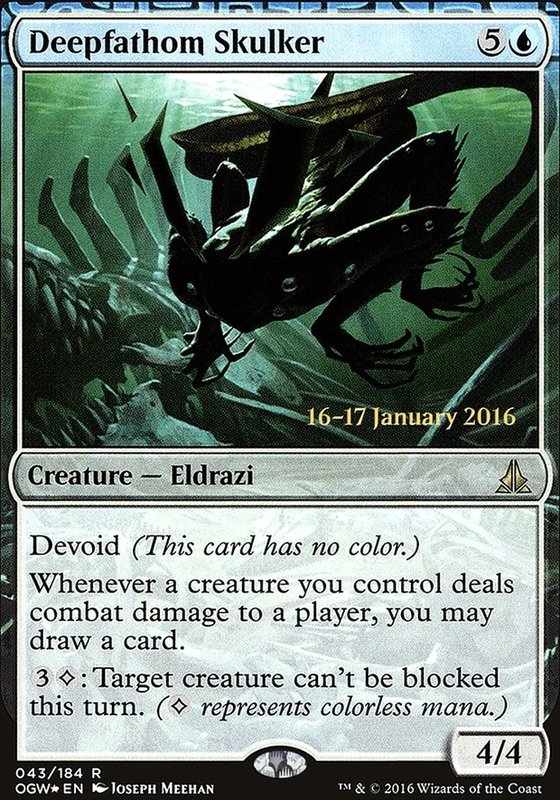 Deepfathom Skulker 5
16-17 January 2016
Creature — Eldrazi
Devoid (This card has no color.)
Whenever a creature you control deals
combat damage to a player, you may
draw a card.
3 ◇: Target creature can't be blocked
this turn. (◇ represents colorless mana.)
4/4
043/184 R
OGW★EN Joseph Meehan
™ & © 2016 Wizards of the Coast